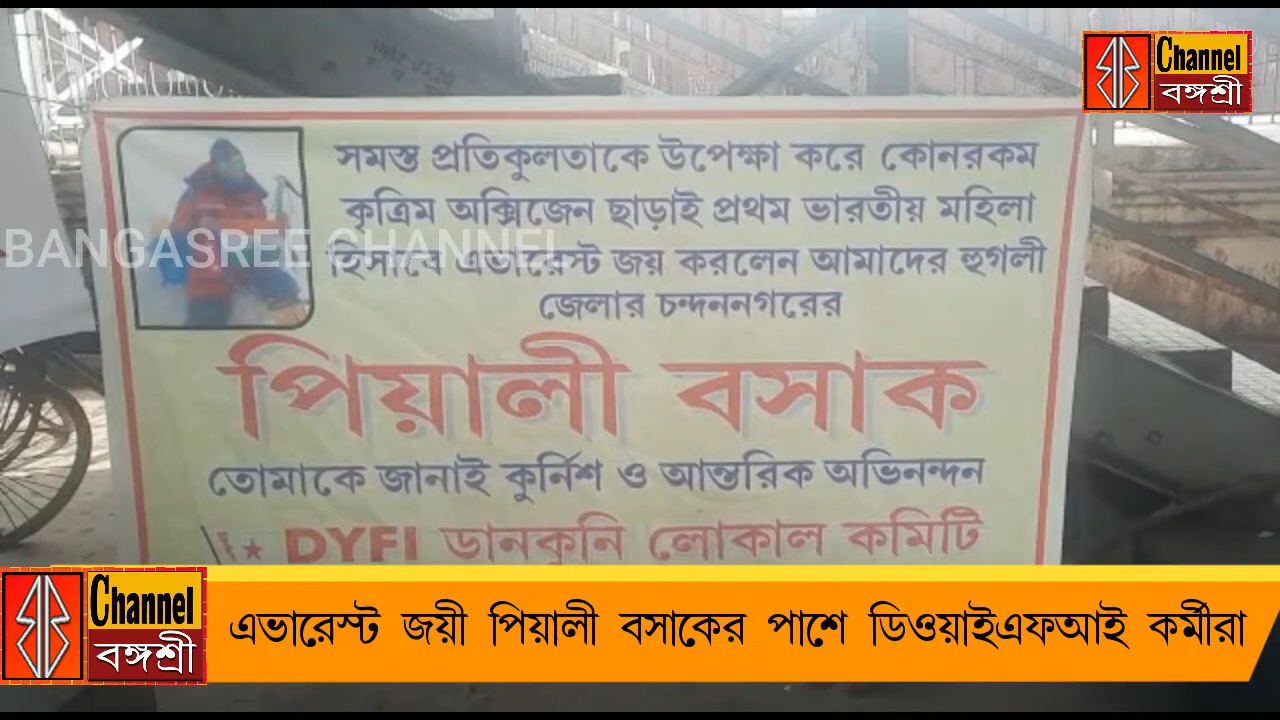 Channel
বঙ্গশ্রী
সমস্ত প্রতিকুলতাকে উপেক্ষা করে কোনরকম
কৃত্রিম অক্সিজেন ছাড়াই প্রথম ভারতীয় মহিলা
হিসাবে এভারেস্ট জয় করলেন আমাদের হুগলী
জেলার চন্দননগরের
BANGASREE CHANNEL
পিয়ালী বসাক
তোমাকে জানাই কুর্নিশ ও আন্তরিক অভিনন্দন
DYFI ডানকুনি লোকাল কমিটি
Channel
বঙ্গশ্রী
এভারেস্ট জয়ী পিয়ালী বসাকের পাশে ডিওয়াইএফআই কর্মীরা